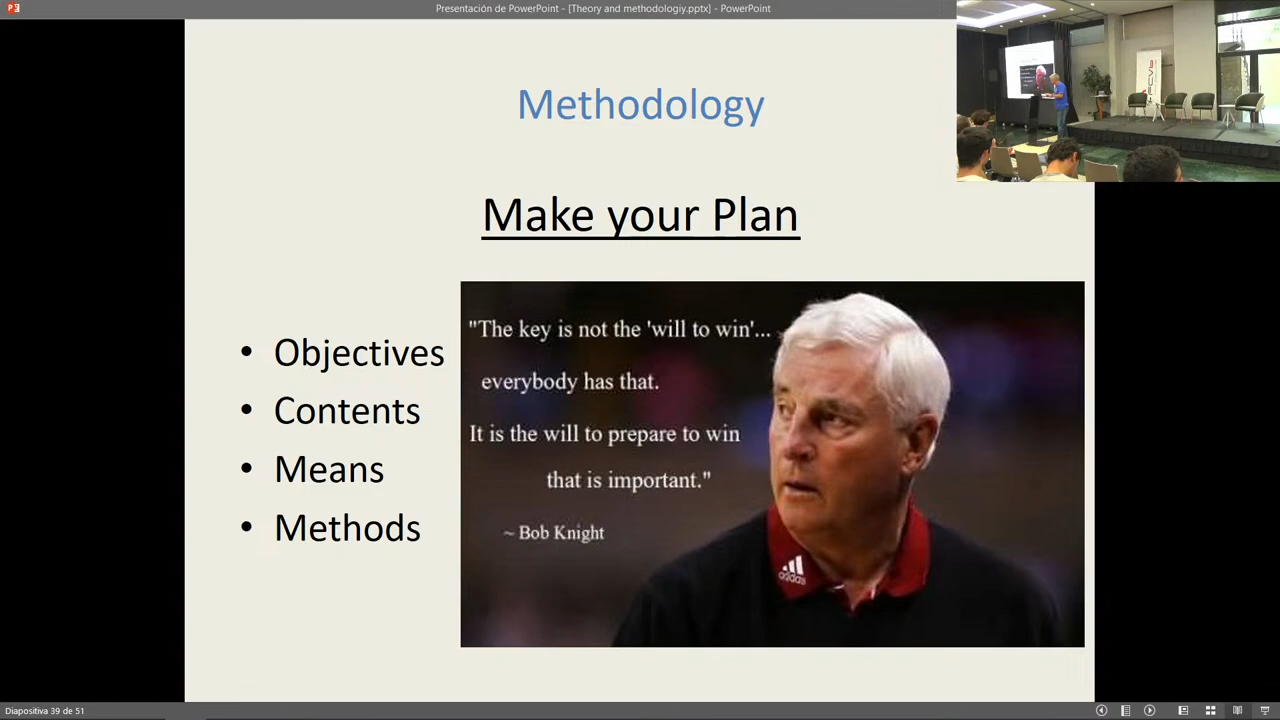 Presentación de PowerPoint - [Theory and methodologiy.pptx] - PowerPoint
Methodology
Make your Plan
• Objectives
• Contents
• Means
• Methods
"The key is not the 'will to win'...
everybody has that.
It is the will to prepare to win
that is important."
~ Bob Knight
adidas
Diapositiva 39 de 51